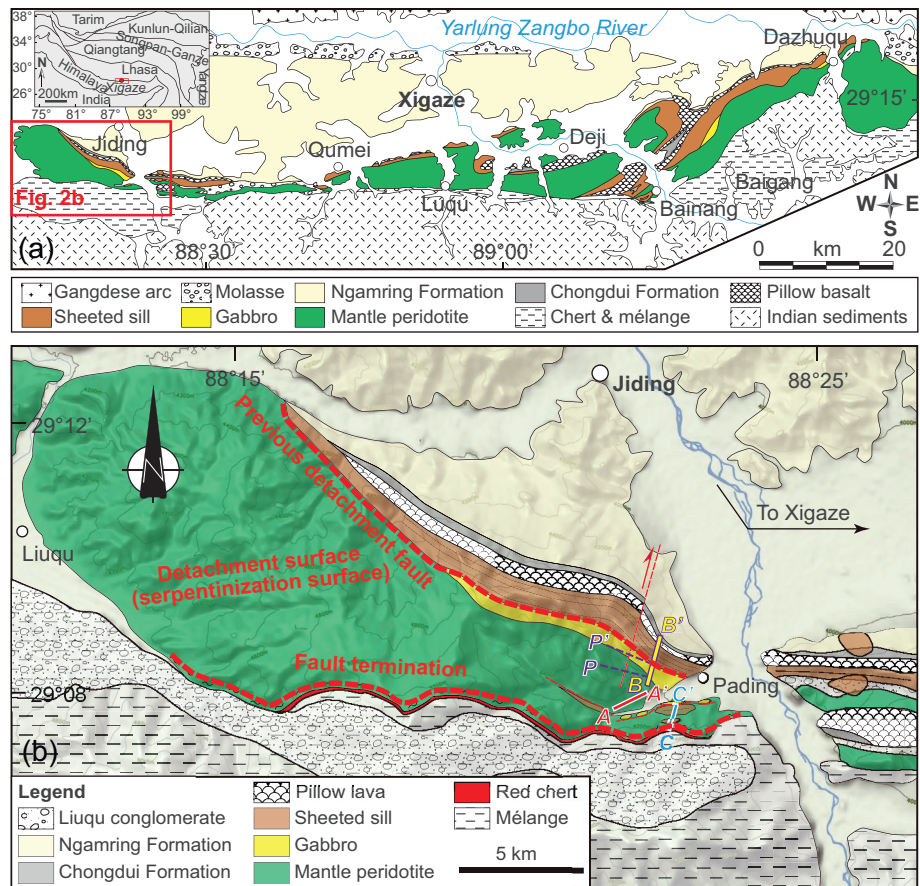 38°
34°
30°
26°
Tarim
Kunlun-Qilian
Songpan-Ganze
Qiangtang
Lhasa
Yangze
Himalaya
Xigaze
India
N
200km
75°
87°
93°
99°
Yarlung Zangbo River
Dazhuqu
Xigaze
29°15'
Jiding
Qumei
Deji
Fig. 2b
Luqu
Baigang
Bainang
N
W
E
S
(a)
88°30'
89°00'
0
km
20
Gangdese arc
Molasse
Ngamring Formation
Chongdui Formation
Pillow basalt
Sheeted sill
Gabbro
Mantle peridotite
Chert & mélange
Indian sediments
88°15'
88°25'
Jiding
29°12'
Previous detachment fault
To Xigaze
Liuqu
Detachment surface
(serpentinization surface)
P'
B'
P
B
A'
C'
Pading
Fault termination
A
C
29°08'
N
(b)
Legend
Pillow lava
Red chert
Liuqu conglomerate
Sheeted sill
Mélange
Ngamring Formation
Gabbro
Chongdui Formation
Mantle peridotite
5 km